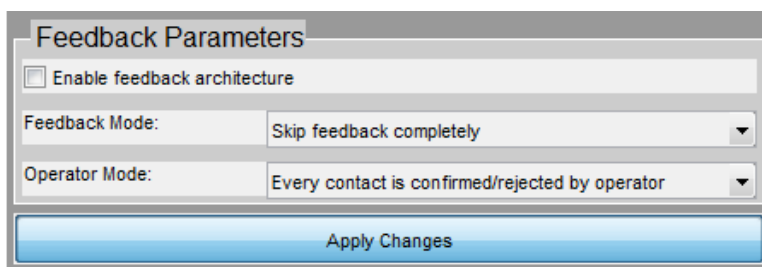 Feedback Parameters
Enable feedback architecture
Feedback Mode: Skip feedback completely
Operator Mode: Every contact is confirmed/rejected by operator
Apply Changes